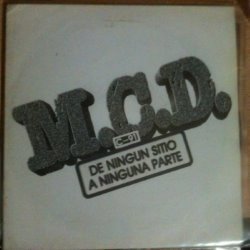 M.C.D.
C-91
DE NINGUN SITIO
A NINGUNA PARTE